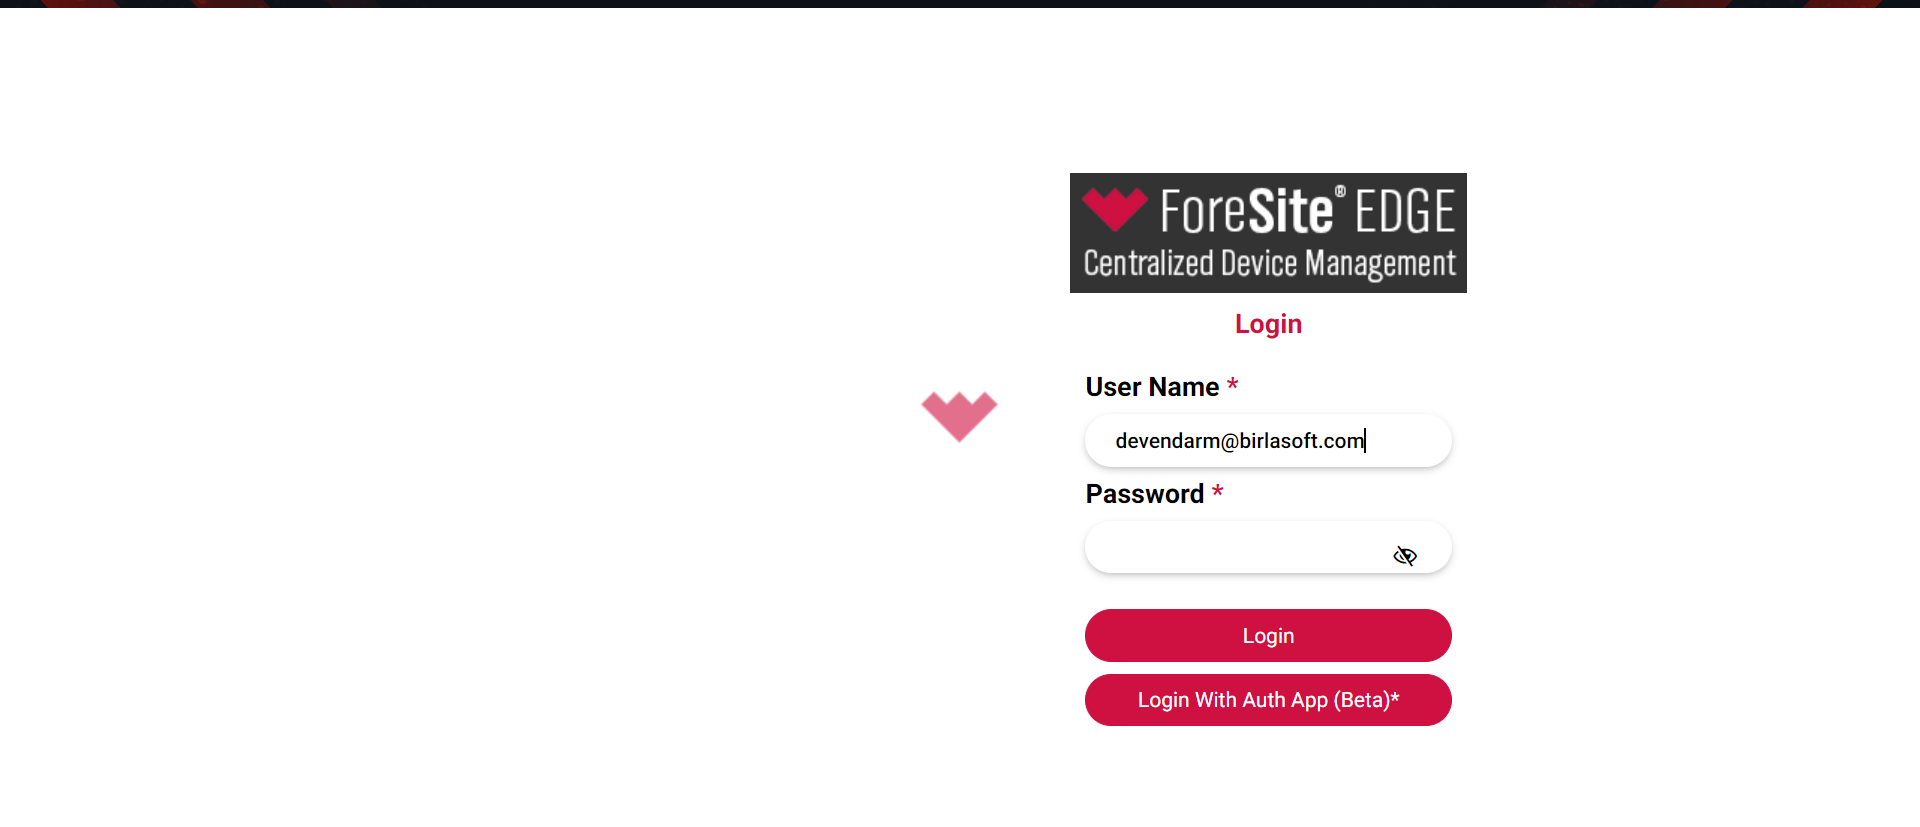 ForeSite® EDGE
Centralized Device Management
Login
User Name *
devendarm@birlasoft.com
Password *
Login
Login With Auth App (Beta)*